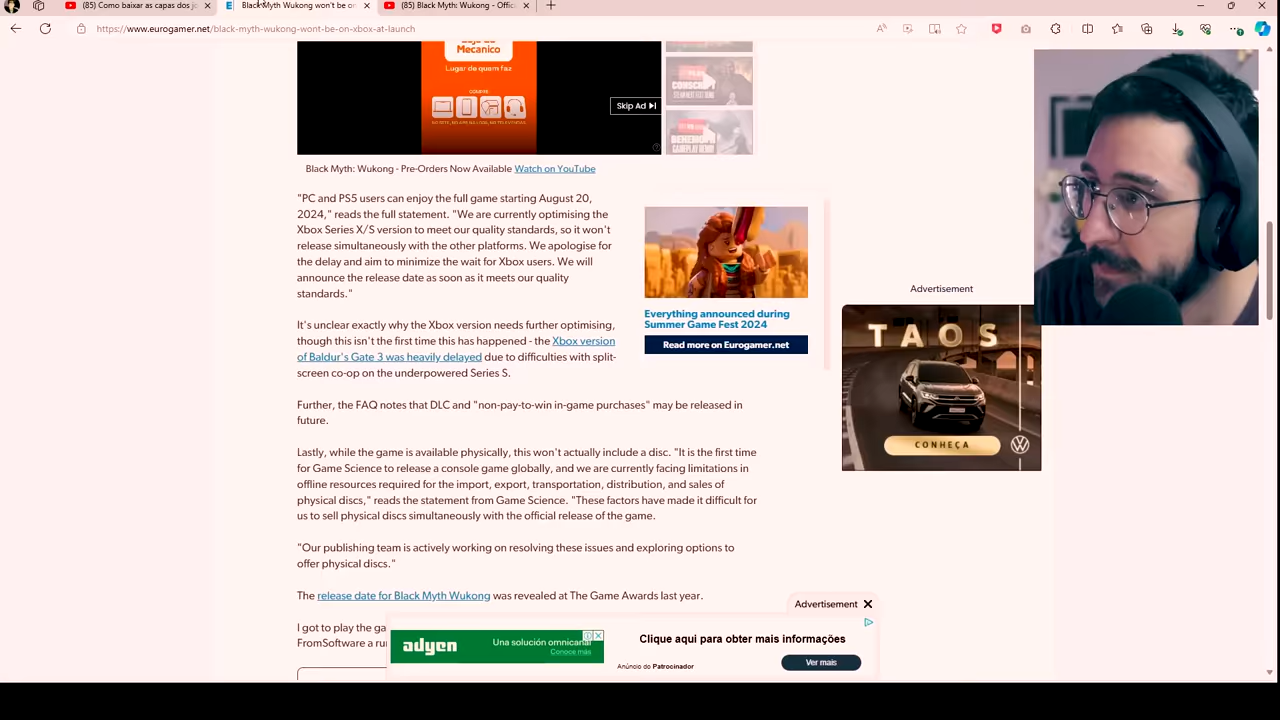 (85) Como baixar as capas dos jo
Black Myth Wukong won't be on
(85) Black Myth: Wukong - Offici
https://www.eurogamer.net/black-myth-wukong-wont-be-on-xbox-at-launch
Mecanico
Lugar de quem faz
Skip Ad
Black Myth: Wukong - Pre-Orders Now Available Watch on YouTube
"PC and PS5 users can enjoy the full game starting August 20,
2024," reads the full statement. "We are currently optimising the
Xbox Series X/S version to meet our quality standards, so it won't
release simultaneously with the other platforms. We apologise for
the delay and aim to minimize the wait for Xbox users. We will
announce the release date as soon as it meets our quality
standards."
Everything announced during
Summer Game Fest 2024
Read more on Eurogamer.net
It's unclear exactly why the Xbox version needs further optimising,
though this isn't the first time this has happened - the Xbox version
of Baldur's Gate 3 was heavily delayed due to difficulties with split-
screen co-op on the underpowered Series S.
Further, the FAQ notes that DLC and "non-pay-to-win in-game purchases" may be released in
future.
Lastly, while the game is available physically, this won't actually include a disc. "It is the first time
for Game Science to release a console game globally, and we are currently facing limitations in
offline resources required for the import, export, transportation, distribution, and sales of
physical discs," reads the statement from Game Science. "These factors have made it difficult for
us to sell physical discs simultaneously with the official release of the game.
"Our publishing team is actively working on resolving these issues and exploring options to
offer physical discs."
The release date for Black Myth Wukong was revealed at The Game Awards last year.
I got to play the ga
FromSoftware a ru
Advertisement
TAOS
CONHEÇA
Advertisement
adyen
Una solución omnicanal
Conoce más
Clique aqui para obter mais informações
Anúncio do Patrocinador
Ver mais